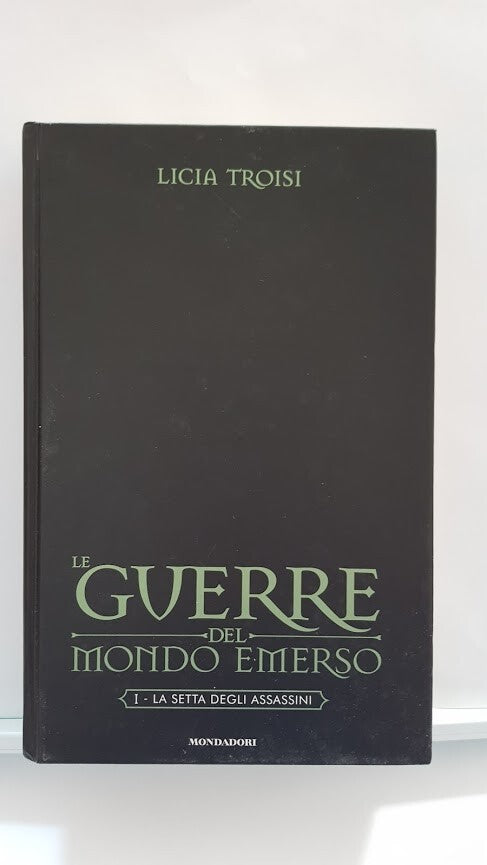 LICIA TROISI
LE
GUERRE
DEL
MONDO EMERSO
I - LA SETTA DEGLI ASSASSINI
MONDADORI